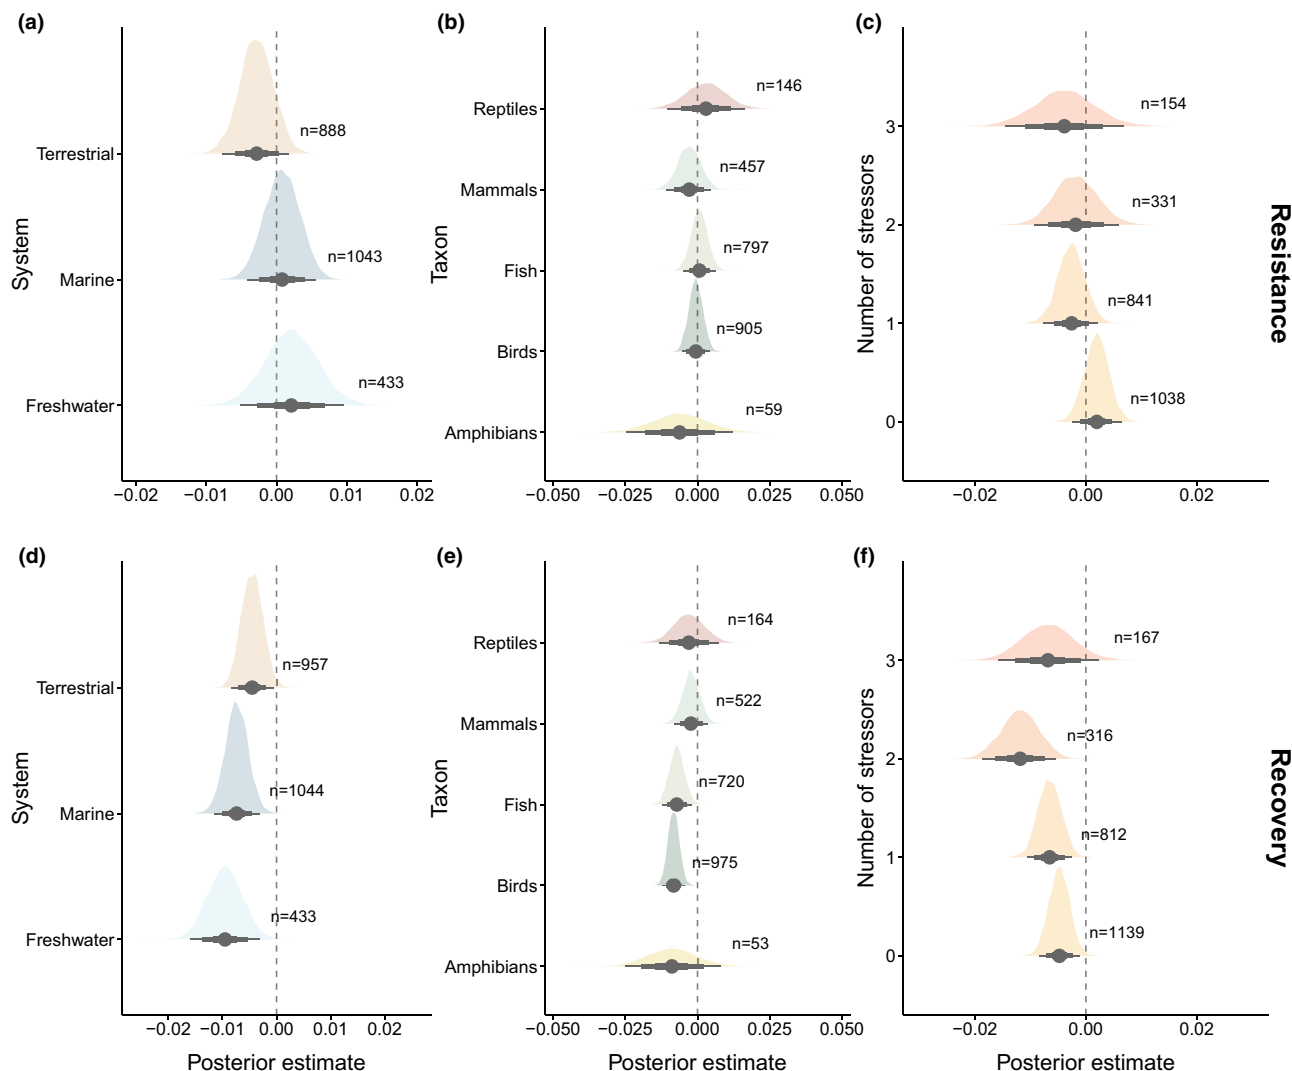 (a)
System
Terrestrial
Marine
Freshwater
n=888
n=1043
n=433
−0.02 −0.01 0.00 0.01 0.02
(b)
Taxon
Reptiles
Mammals
Fish
Birds
Amphibians
n=146
n=457
n=797
n=905
n=59
−0.050 −0.025 0.000 0.025 0.050
(c)
Number of stressors
3
2
1
0
n=154
n=331
n=841
n=1038
−0.02 0.00 0.02
Resistance
(d)
System
Terrestrial
Marine
Freshwater
n=957
n=1044
n=433
−0.02 −0.01 0.00 0.01 0.02
Posterior estimate
(e)
Taxon
Reptiles
Mammals
Fish
Birds
Amphibians
n=164
n=522
n=720
n=975
n=53
−0.050 −0.025 0.000 0.025 0.050
Posterior estimate
(f)
Number of stressors
3
2
1
0
n=167
n=316
n=812
n=1139
−0.02 0.00 0.02
Posterior estimate
Recovery